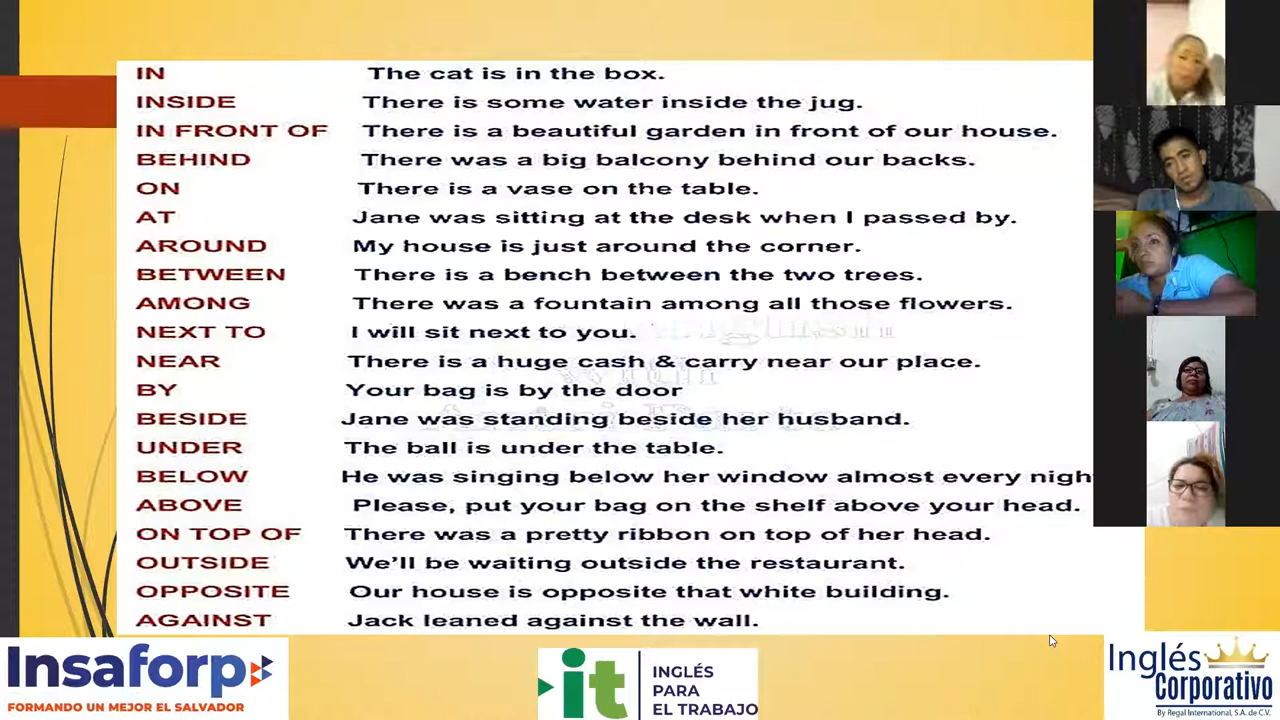 IN The cat is in the box.
INSIDE There is some water inside the jug.
IN FRONT OF There is a beautiful garden in front of our house.
BEHIND There was a big balcony behind our backs.
ON There is a vase on the table.
AT Jane was sitting at the desk when I passed by.
AROUND My house is just around the corner.
BETWEEN There is a bench between the two trees.
AMONG There was a fountain among all those flowers.
NEXT TO I will sit next to you.
NEAR There is a huge cash & carry near our place.
BY Your bag is by the door
BESIDE Jane was standing beside her husband.
UNDER The ball is under the table.
BELOW He was singing below her window almost every nigh
ABOVE Please, put your bag on the shelf above your head.
ON TOP OF There was a pretty ribbon on top of her head.
OUTSIDE We'll be waiting outside the restaurant.
OPPOSITE Our house is opposite that white building.
AGAINST Jack leaned against the wall.
Insaforp
FORMANDO UN MEJOR EL SALVADOR
it
INGLÉS
PARA
EL TRABAJO
Inglés
Corporativo
By Regal International, S.A. de C.V.